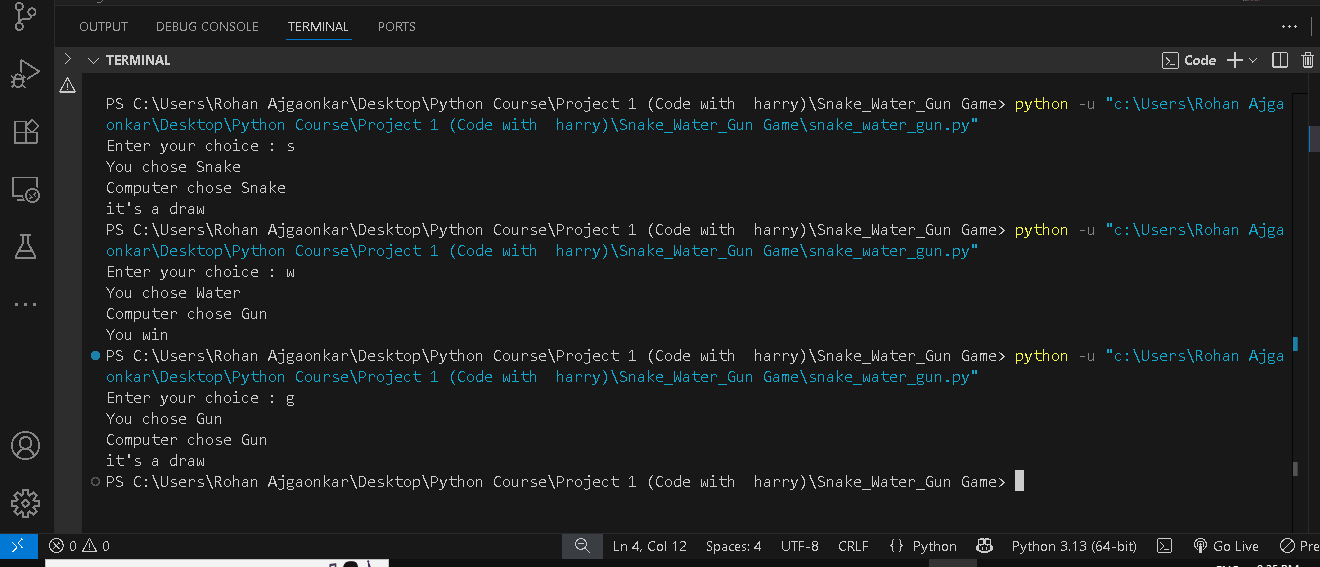 OUTPUT DEBUG CONSOLE TERMINAL PORTS
TERMINAL Code
PS C:\Users\Rohan Ajgaonkar\Desktop\Python Course\Project 1 (Code with  harry)\Snake_Water_Gun Game> python -u "c:\Users\Rohan Ajga
onkar\Desktop\Python Course\Project 1 (Code with  harry)\Snake_Water_Gun Game\snake_water_gun.py"
Enter your choice : s
You chose Snake
Computer chose Snake
it's a draw
PS C:\Users\Rohan Ajgaonkar\Desktop\Python Course\Project 1 (Code with  harry)\Snake_Water_Gun Game> python -u "c:\Users\Rohan Ajga
onkar\Desktop\Python Course\Project 1 (Code with  harry)\Snake_Water_Gun Game\snake_water_gun.py"
Enter your choice : w
You chose Water
Computer chose Gun
You win
PS C:\Users\Rohan Ajgaonkar\Desktop\Python Course\Project 1 (Code with  harry)\Snake_Water_Gun Game> python -u "c:\Users\Rohan Ajga
onkar\Desktop\Python Course\Project 1 (Code with  harry)\Snake_Water_Gun Game\snake_water_gun.py"
Enter your choice : g
You chose Gun
Computer chose Gun
it's a draw
PS C:\Users\Rohan Ajgaonkar\Desktop\Python Course\Project 1 (Code with  harry)\Snake_Water_Gun Game>
0 0 Ln 4, Col 12 Spaces: 4 UTF-8 CRLF {} Python Python 3.13 (64-bit) Go Live Pre